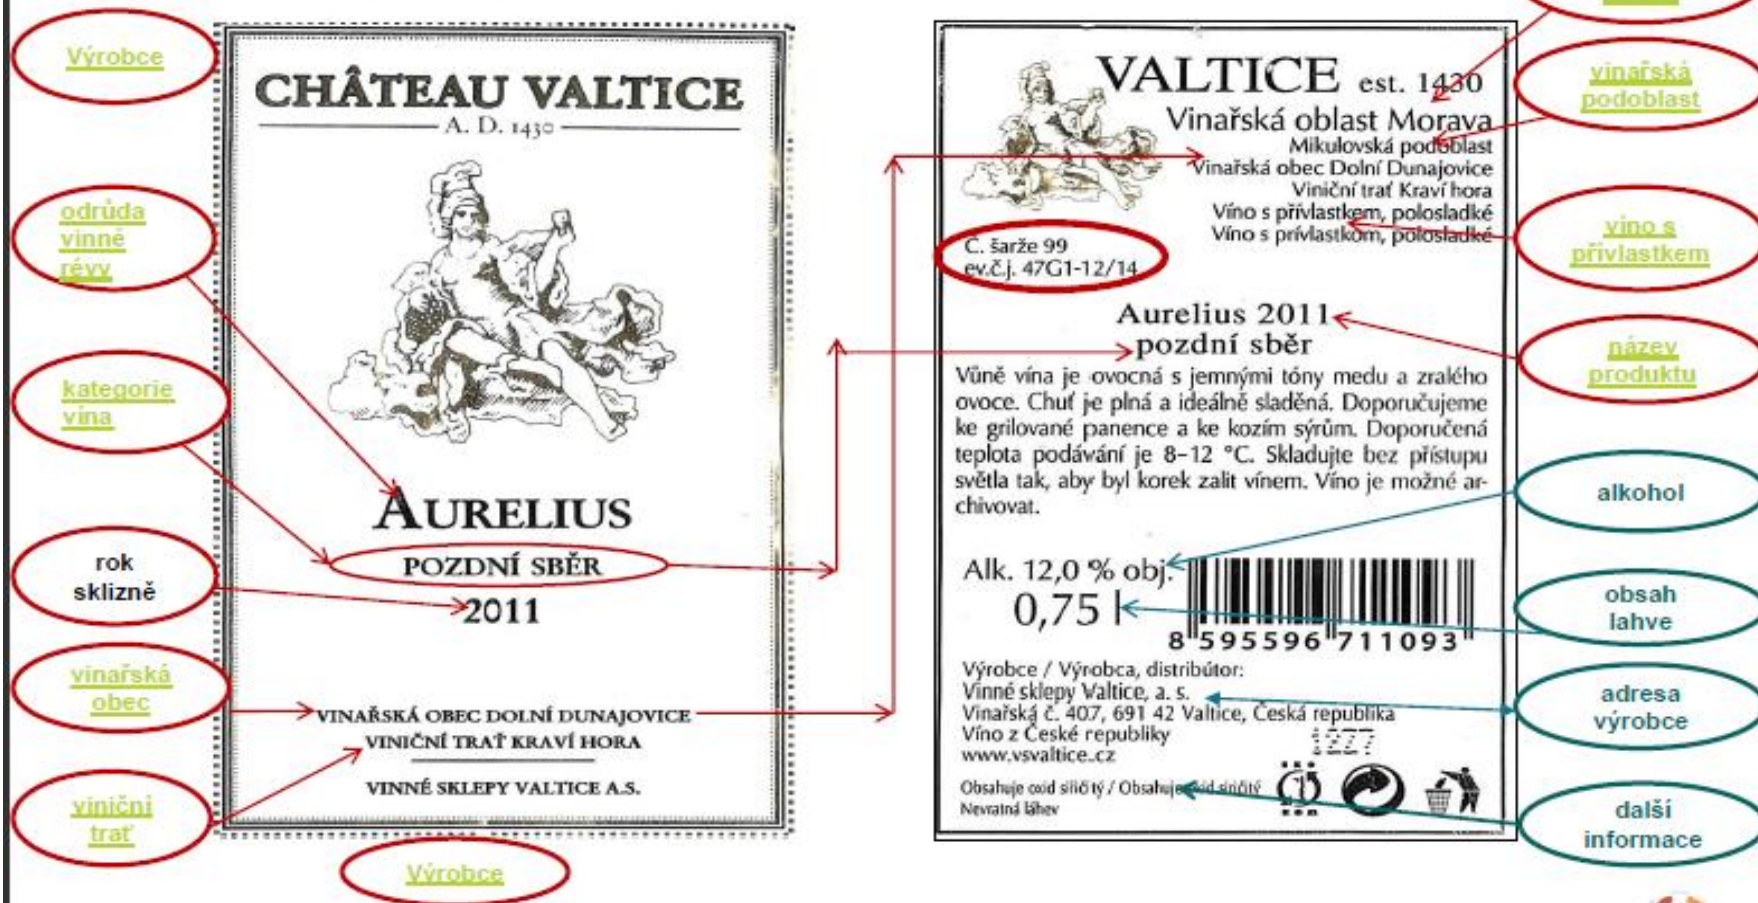 Výrobce
odrůda
vinné
révy
kategorie
vína
rok
sklizně
vinařská
obec
viniční
trať
Výrobce
CHÂTEAU VALTICE
A. D. 1430
AURELIUS
POZDNÍ SBĚR
2011
VINAŘSKÁ OBEC DOLNÍ DUNAJOVICE
VINIČNÍ TRAŤ KRAVÍ HORA
VINNÉ SKLEPY VALTICE A.S.
VALTICE est. 1430
Vinařská oblast Morava
Mikulovská podoblast
Vinařská obec Dolní Dunajovice
Viniční trať Kraví hora
Víno s přívlastkem, polosladké
Víno s prívlastkom, polosladké
Č. šarže 99
ev.č.j. 47G1-12/14
Aurelius 2011
pozdní sběr
Vůně vína je ovocná s jemnými tóny medu a zralého
ovoce. Chuť je plná a ideálně sladěná. Doporučujeme
ke grilované panence a ke kozím sýrům. Doporučená
teplota podávání je 8–12 °C. Skladujte bez přístupu
světla tak, aby byl korek zalit vínem. Víno je možné ar-
chivovat.
Alk. 12,0 % obj.
0,75 l
8 595596 711093
Výrobce / Výrobca, distribútor:
Vinné sklepy Valtice, a. s.
Vinařská č. 407, 691 42 Valtice, Česká republika
Víno z České republiky
www.vsvaltice.cz
1227
Obsahuje oxid siřičitý / Obsahuje oxid siričitý
Nevratná láhev
vinařská
podoblast
víno s
přívlastkem
název
produktu
alkohol
obsah
lahve
adresa
výrobce
další
informace